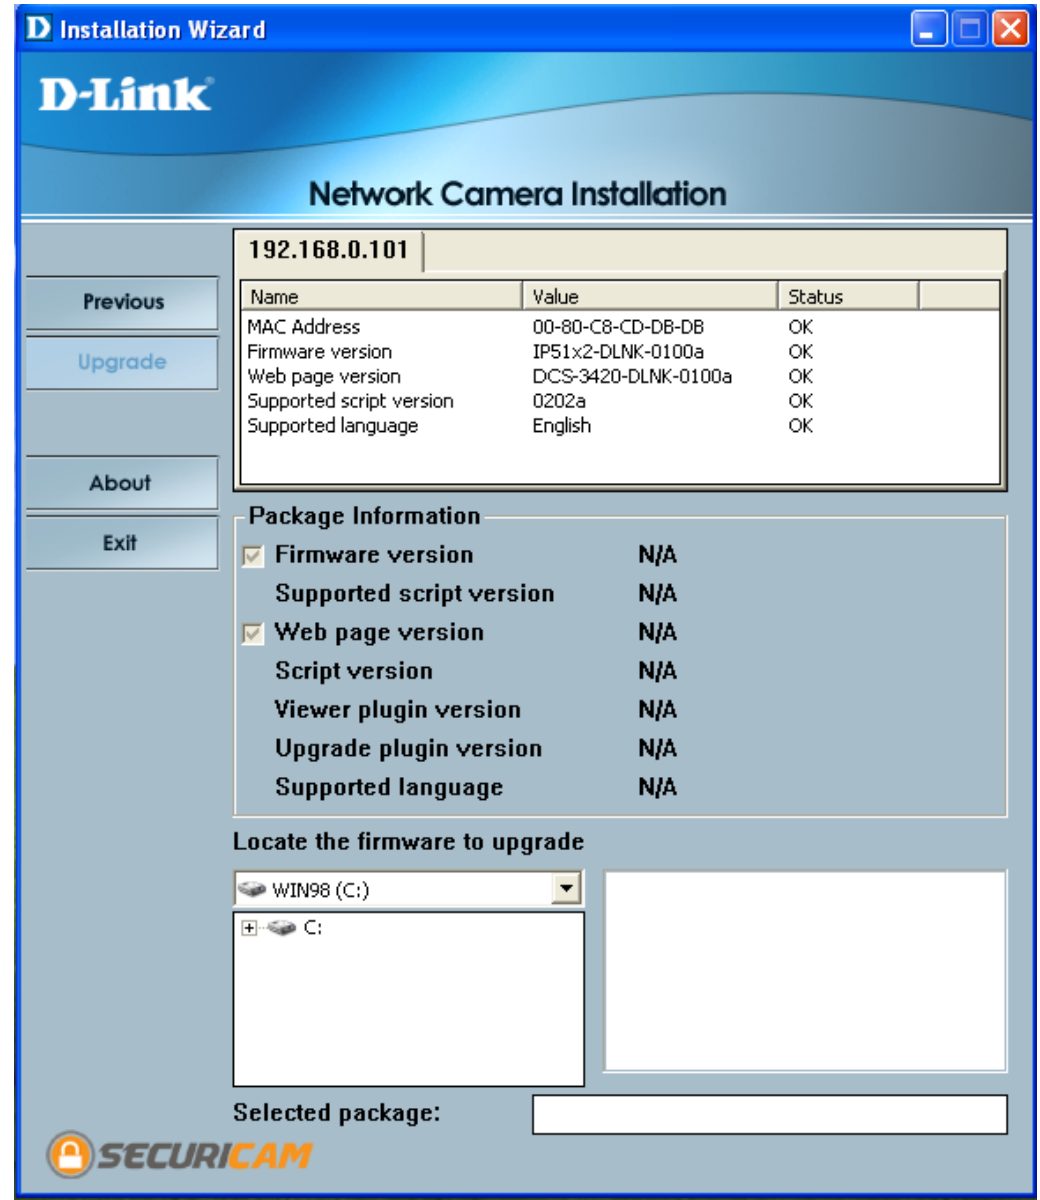 D Installation Wizard
D-Link
Network Camera Installation
192.168.0.101
Previous
Upgrade
About
Exit
Name Value Status
MAC Address 00-80-C8-CD-DB-DB OK
Firmware version IP51x2-DLNK-0100a OK
Web page version DCS-3420-DLNK-0100a OK
Supported script version 0202a OK
Supported language English OK
Package Information
Firmware version N/A
Supported script version N/A
Web page version N/A
Script version N/A
Viewer plugin version N/A
Upgrade plugin version N/A
Supported language N/A
Locate the firmware to upgrade
WIN98 (C:)
C:
Selected package:
SECURICAM